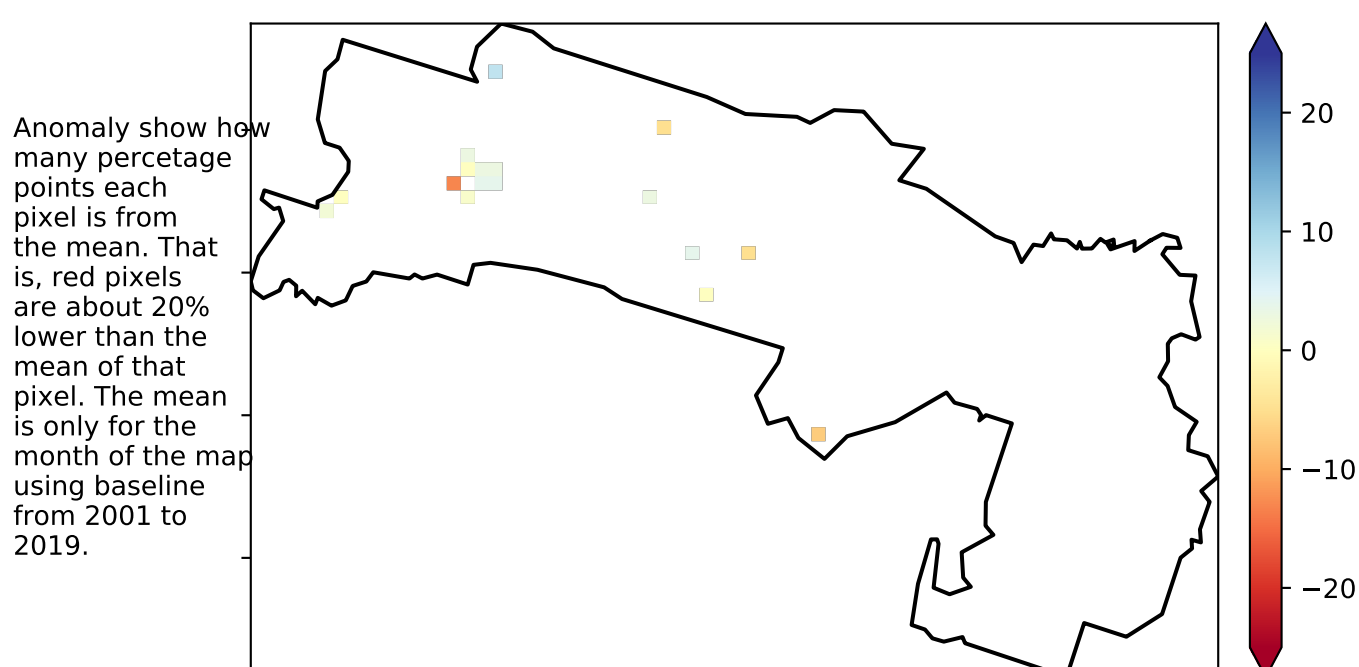 Anomaly show how
many percetage
points each
pixel is from
the mean. That
is, red pixels
are about 20%
lower than the
mean of that
pixel. The mean
is only for the
month of the map
using baseline
from 2001 to
2019.
20
10
0
−10
−20